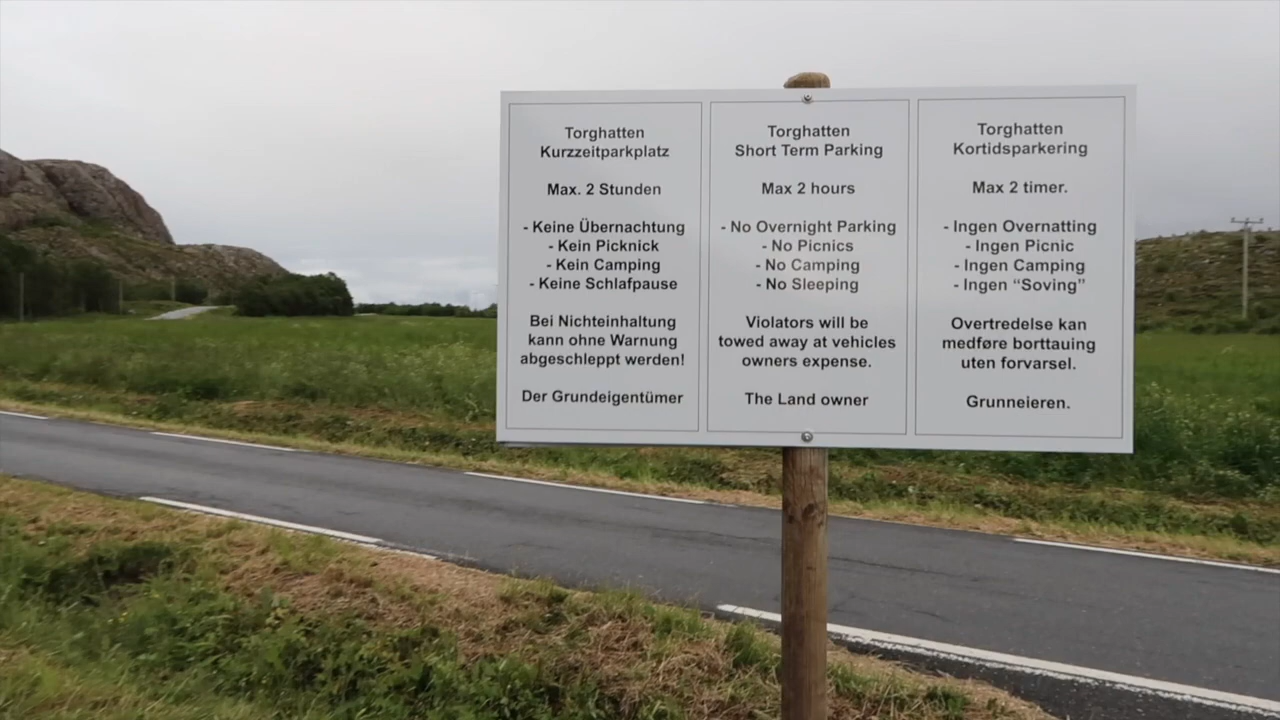 Torghatten
Kurzzeitparkplatz
Max. 2 Stunden
- Keine Übernachtung
- Kein Picknick
- Kein Camping
- Keine Schlafpause
Bei Nichteinhaltung
kann ohne Warnung
abgeschleppt werden!
Der Grundeigentümer
Torghatten
Short Term Parking
Max 2 hours
- No Overnight Parking
- No Picnics
- No Camping
- No Sleeping
Violators will be
towed away at vehicles
owners expense.
The Land owner
Torghatten
Kortidsparkering
Max 2 timer.
- Ingen Overnatting
- Ingen Picnic
- Ingen Camping
- Ingen “Soving”
Overtredelse kan
medføre borttauing
uten forvarsel.
Grunneieren.